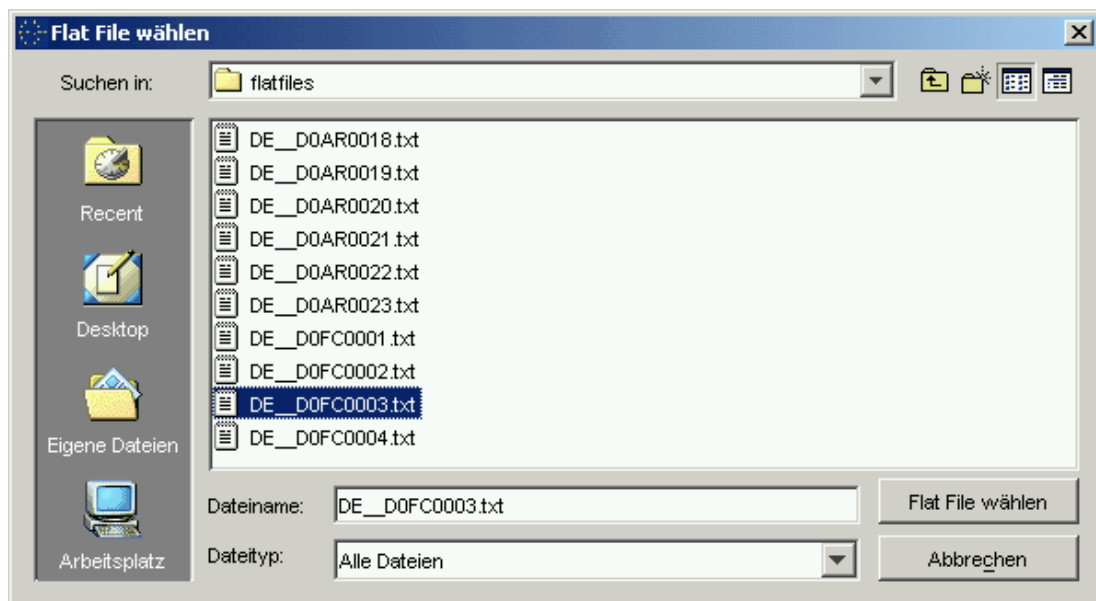 Flat File wählen
Suchen in:
flatfiles
Recent
Desktop
Eigene Dateien
Arbeitsplatz
DE__D0AR0018.txt
DE__D0AR0019.txt
DE__D0AR0020.txt
DE__D0AR0021.txt
DE__D0AR0022.txt
DE__D0AR0023.txt
DE__D0FC0001.txt
DE__D0FC0002.txt
DE__D0FC0003.txt
DE__D0FC0004.txt
Dateiname:
DE__D0FC0003.txt
Flat File wählen
Dateityp:
Alle Dateien
Abbrechen